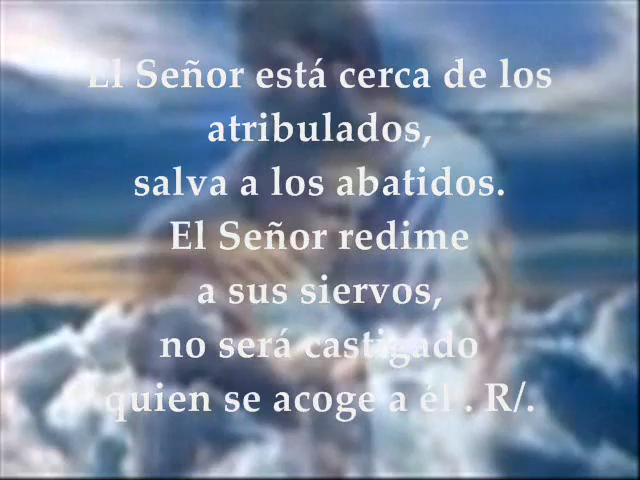 El Señor está cerca de los
atribulados,
salva a los abatidos.
El Señor redime
a sus siervos,
no será castigado
quien se acoge a él . R/.